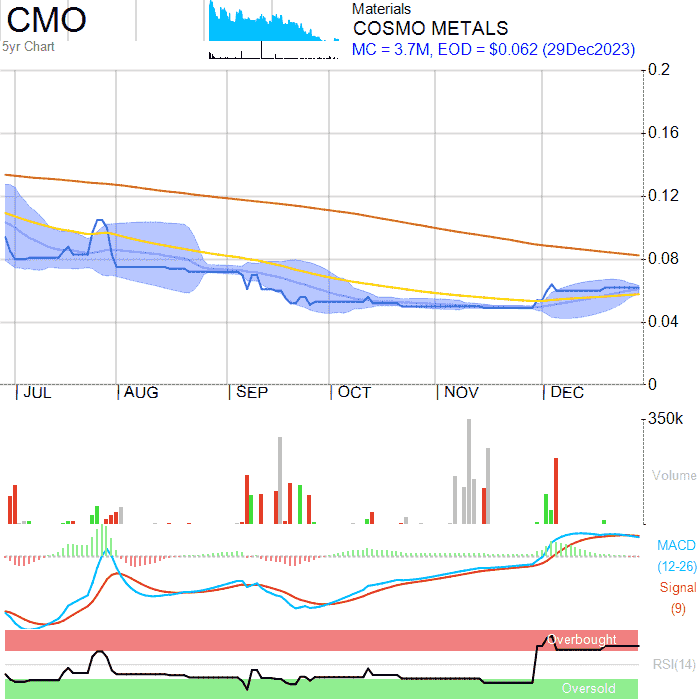 CMO
5yr Chart
Materials
COSMO METALS
MC = 3.7M, EOD = $0.062 (29Dec2023)
0.2
0.16
0.12
0.08
0.04
0
JUL AUG SEP OCT NOV DEC
350k
Volume
MACD
(12-26)
Signal
(9)
Overbought
RSI(14)
Oversold